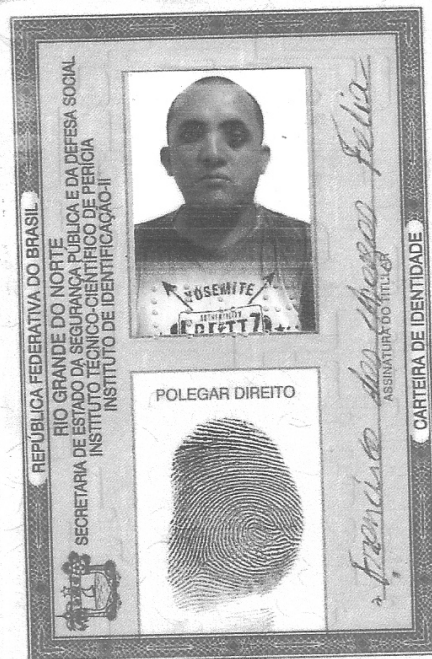 REPÚBLICA FEDERATIVA DO BRASIL
RIO GRANDE DO NORTE
SECRETARIA DE ESTADO DA SEGURANÇA PÚBLICA E DA DEFESA SOCIAL
INSTITUTO TÉCNICO-CIENTÍFICO DE PERÍCIA
INSTITUTO DE IDENTIFICAÇÃO-II
YOSEMITE
POLEGAR DIREITO
Francisco das Chagas Felix
ASSINATURA DO TITULAR
CARTEIRA DE IDENTIDADE